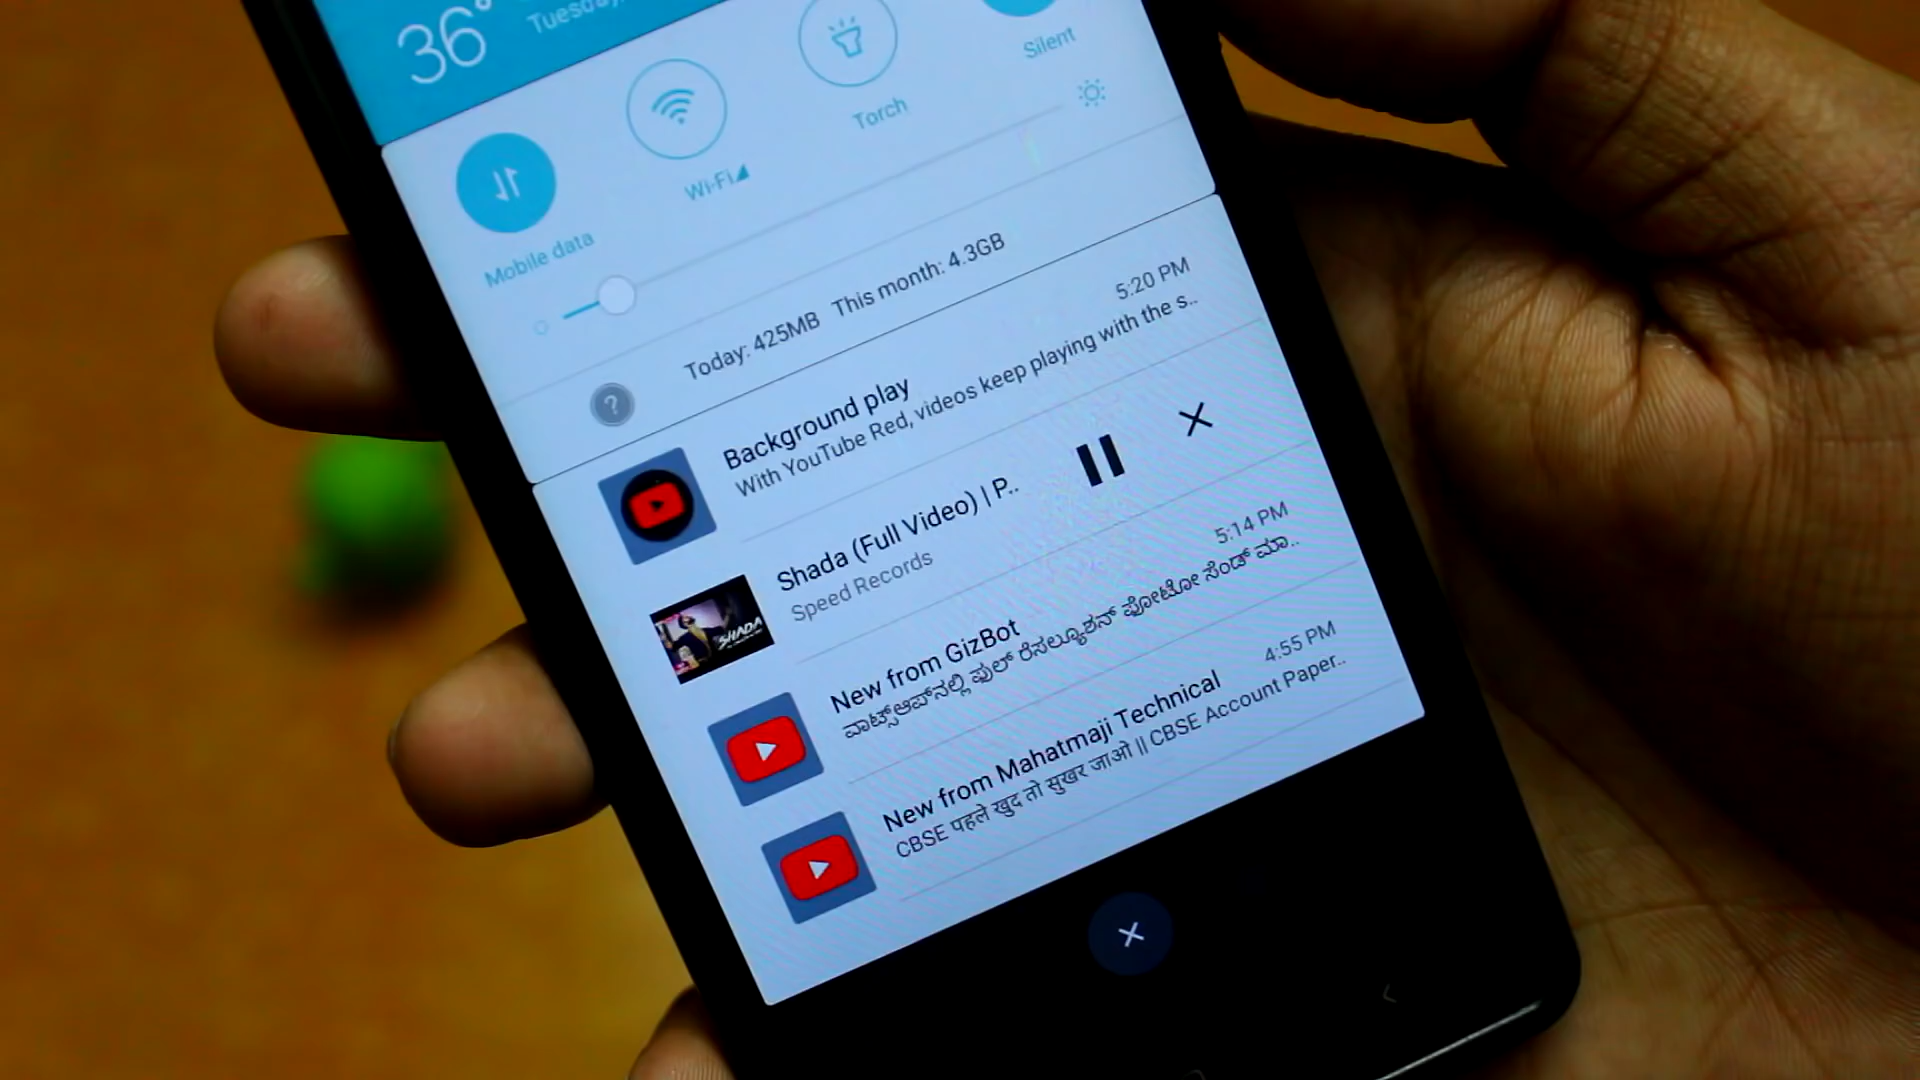 36°
Tuesday,
Silent
Torch
Wi-Fi
Mobile data
Today: 425MB This month: 4.3GB
?
Background play 5:20 PM
With YouTube Red, videos keep playing with the s..
Shada (Full Video) | P..
Speed Records
SHADA
New from GizBot 5:14 PM
ವಾಟ್ಸ್ಆಪ್‌ನಲ್ಲಿ ಫುಲ್ ರೆಸಲ್ಯೂಶನ್ ಫೋಟೋ ಸೆಂಡ್ ಮಾ..
New from Mahatmaji Technical 4:55 PM
CBSE पहले खुद तो सुधर जाओ || CBSE Account Paper..